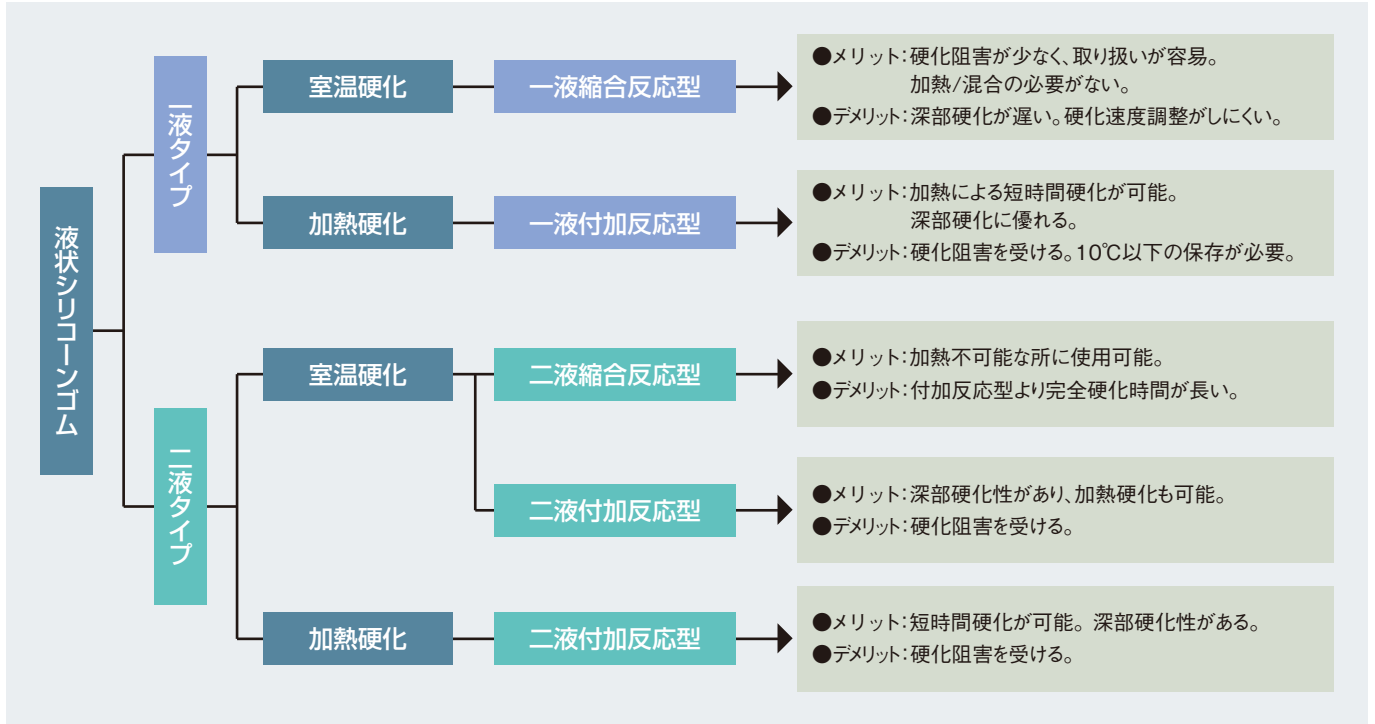 液状シリコーンゴム
一液タイプ
室温硬化
一液縮合反応型
●メリット：硬化阻害が少なく、取り扱いが容易。
加熱/混合の必要がない。
●デメリット：深部硬化が遅い。硬化速度調整がしにくい。
加熱硬化
一液付加反応型
●メリット：加熱による短時間硬化が可能。
深部硬化に優れる。
●デメリット：硬化阻害を受ける。10℃以下の保存が必要。
二液タイプ
室温硬化
二液縮合反応型
●メリット：加熱不可能な所に使用可能。
●デメリット：付加反応型より完全硬化時間が長い。
二液付加反応型
●メリット：深部硬化性があり、加熱硬化も可能。
●デメリット：硬化阻害を受ける。
加熱硬化
二液付加反応型
●メリット：短時間硬化が可能。 深部硬化性がある。
●デメリット：硬化阻害を受ける。